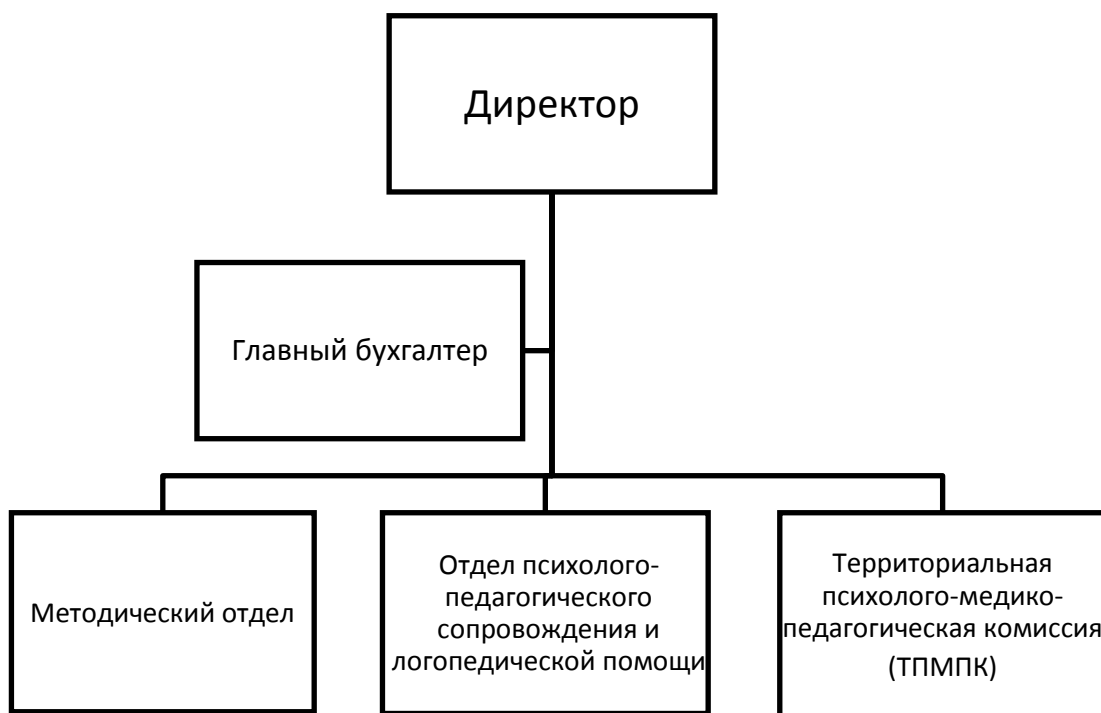 Директор
Главный бухгалтер
Методический отдел
Отдел психолого-
педагогического
сопровождения и
логопедической помощи
Территориальная
психолого-медико-
педагогическая комиссия
(ТПМПК)